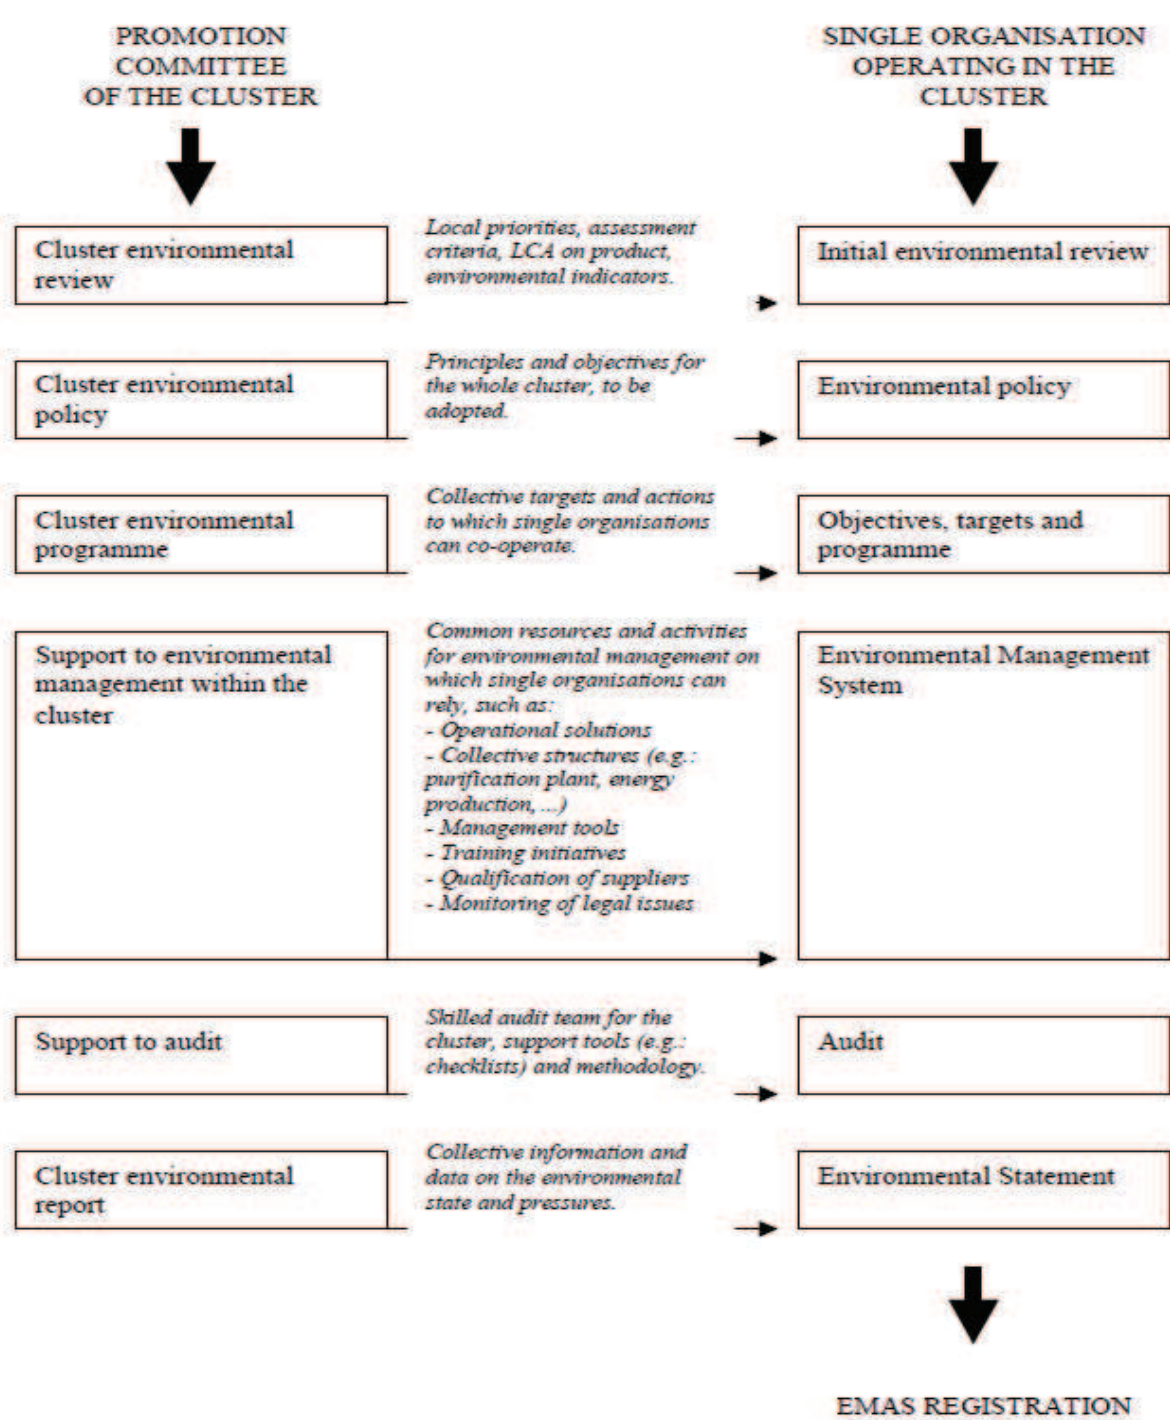 PROMOTION
COMMITTEE
OF THE CLUSTER
SINGLE ORGANISATION
OPERATING IN THE
CLUSTER
Cluster environmental
review
Local priorities, assessment
criteria, LCA on product,
environmental indicators.
Initial environmental review
Cluster environmental
policy
Principles and objectives for
the whole cluster, to be
adopted.
Environmental policy
Cluster environmental
programme
Collective targets and actions
to which single organisations
can co-operate.
Objectives, targets and
programme
Support to environmental
management within the
cluster
Common resources and activities
for environmental management on
which single organisations can
rely, such as:
- Operational solutions
- Collective structures (e.g.:
purification plant, energy
production, ...)
- Management tools
- Training initiatives
- Qualification of suppliers
- Monitoring of legal issues
Environmental Management
System
Support to audit
Skilled audit team for the
cluster, support tools (e.g.:
checklists) and methodology.
Audit
Cluster environmental
report
Collective information and
data on the environmental
state and pressures.
Environmental Statement
EMAS REGISTRATION